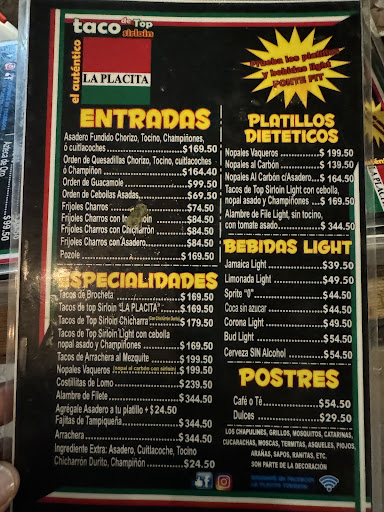 taco de Top
sirloin
el auténtico
LA PLACITA
Prueba los platillos
y bebidas light
PONTE FIT
ENTRADAS
Asadero Fundido Chorizo, Tocino, Champiñones,
ó cuitlacoches $169.50
Orden de Quesadillas Chorizo, Tocino, cuitlacoches
ó Champiñon $164.40
Orden de Guacamole $99.50
Orden de Cebollas Asadas $69.50
Frijoles Charros $74.50
Frijoles Charros con $84.50
Frijoles Charros con Chicharrón $84.50
Frijoles Charros con Asadero $84.50
Pozole $169.50
ESPECIALIDADES
Tacos de Brocheta $169.50
Tacos de top Sirloin "LA PLACITA" $169.50
Tacos de Top Sirloin Chicharra $179.50
Tacos de Top Sirloin Light con cebolla
nopal asado y Champiñones $169.50
Tacos de Arrachera al Mezquite $199.50
Nopales Vaqueros (nopal al carbón con sirloin) $199.50
Costillitas de Lomo $239.50
Alambre de Filete $344.50
Agrégale Asadero a tu platillo + $24.50
Fajitas de Tampiqueña $344.50
Arrachera $344.50
Ingrediente Extra: Asadero, Cuitlacoche, Tocino
Chicharrón Durito, Champiñón $24.50
PLATILLOS
DIETETICOS
Nopales Vaqueros $199.50
Nopales al Carbón $139.50
Nopales Al Carbón c/Asadero $164.50
Tacos de Top Sirloin Light con cebolla,
nopal asado y Champiñones $169.50
Alambre de File Light, sin tocino,
con tomate asado $344.50
BEBIDAS LIGHT
Jamaica Light $39.50
Limonada Light $49.50
Sprite "0" $44.50
Coca sin azucar $44.50
Corona Light $49.50
Bud Light $54.50
Cerveza SIN Alcohol $54.50
POSTRES
Café o Té $54.50
Dulces $29.50
LOS CHAPULINES, GRILLOS, MOSQUITOS, CATARINAS,
CUCARACHAS, MOSCAS, TERMITAS, ASQUELES, PIOJOS,
ARAÑAS, SAPOS, RANITAS, ETC.
SON PARTE DE LA DECORACIÓN